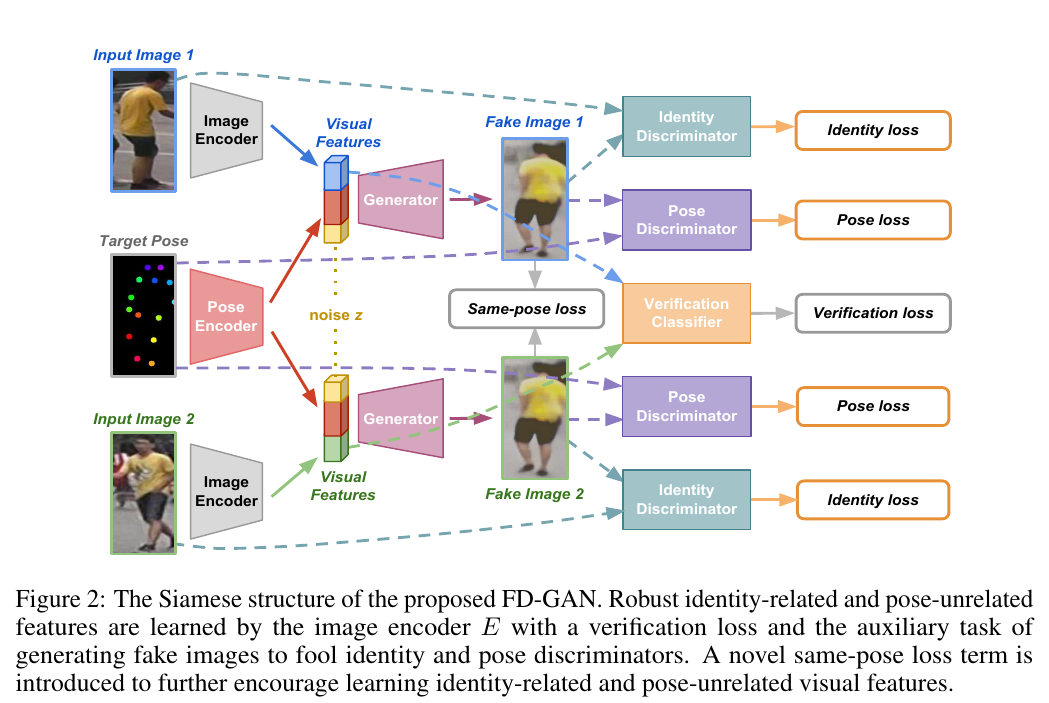 Input Image 1
Image
Encoder
Visual
Features
Generator
Fake Image 1
Identity
Discriminator
Identity loss
Pose
Discriminator
Pose loss
Target Pose
Pose
Encoder
noise z
Same-pose loss
Verification
Classifier
Verification loss
Input Image 2
Image
Encoder
Visual
Features
Generator
Fake Image 2
Pose
Discriminator
Pose loss
Identity
Discriminator
Identity loss
Figure 2: The Siamese structure of the proposed FD-GAN. Robust identity-related and pose-unrelated
features are learned by the image encoder E with a verification loss and the auxiliary task of
generating fake images to fool identity and pose discriminators. A novel same-pose loss term is
introduced to further encourage learning identity-related and pose-unrelated visual features.